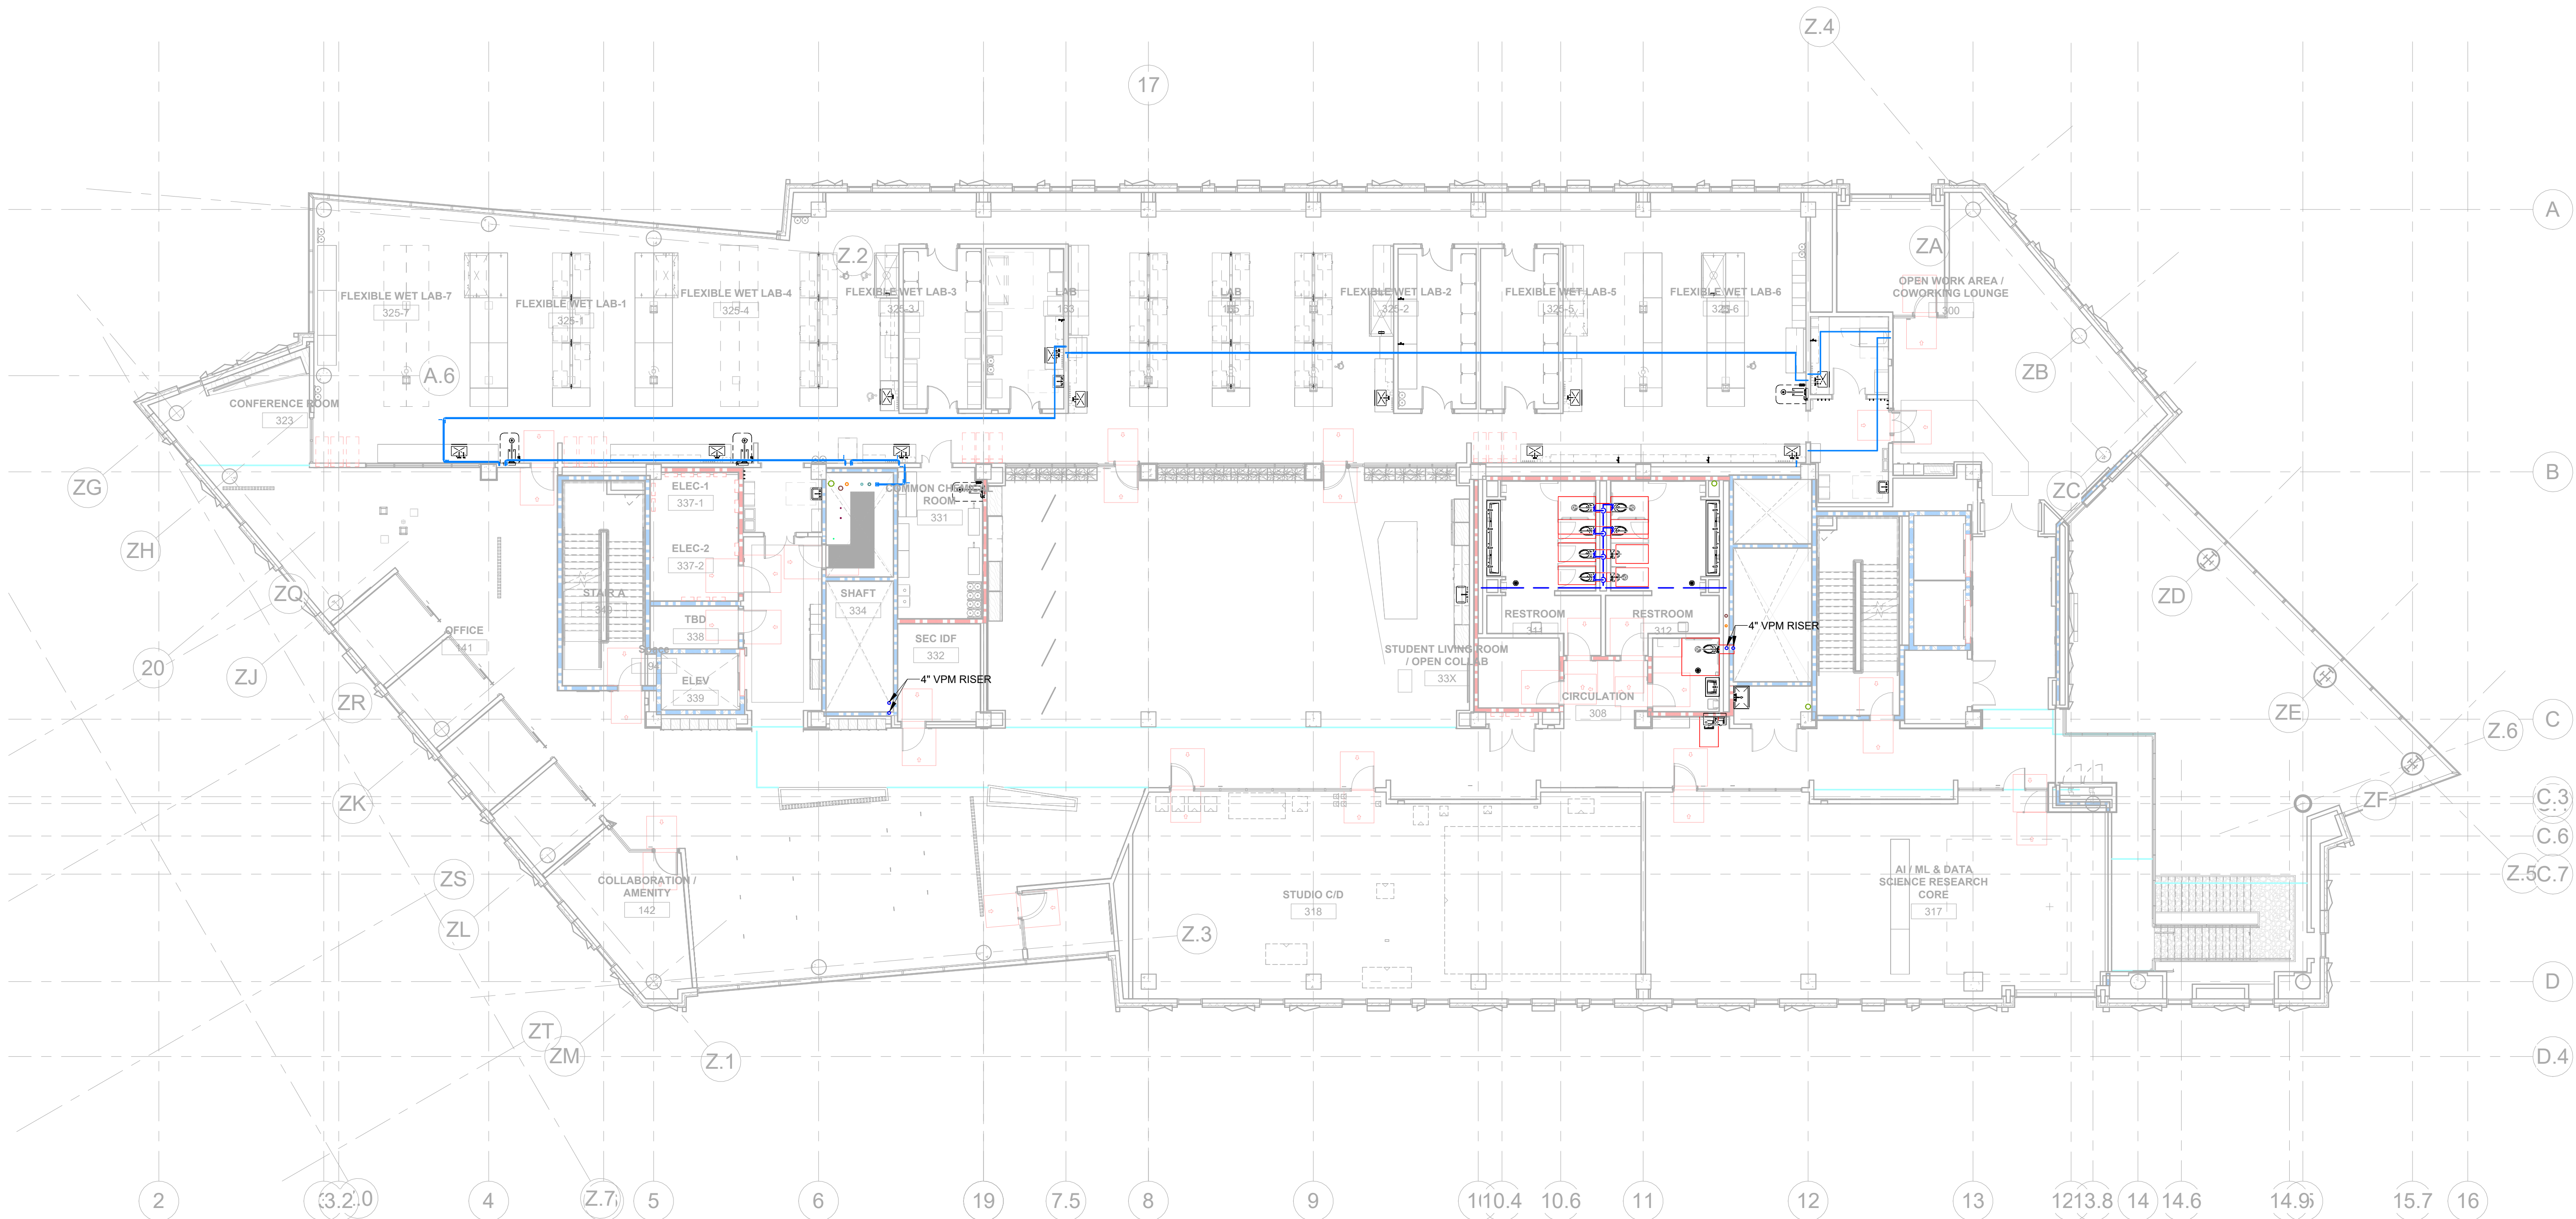 Z.4
17
A
ZA
Z.2
OPEN WORK AREA /
COWORKING LOUNGE
300
FLEXIBLE WET LAB-7
325-7
FLEXIBLE WET LAB-1
325-1
FLEXIBLE WET LAB-4
325-4
FLEXIBLE WET LAB-3
325-3
LAB
LAB
FLEXIBLE WET LAB-2
325-2
FLEXIBLE WET LAB-5
325-5
FLEXIBLE WET LAB-6
325-6
A.6
ZB
CONFERENCE ROOM
323
ZG
B
ZC
ELEC-1
337-1
COMMON
ROOM
331
ZH
ELEC-2
337-2
ZQ
STAIR A
SHAFT
334
ZD
TBD
338
OFFICE
141
SEC IDF
332
RESTROOM
311
RESTROOM
312
4" VPM RISER
20
ZJ
STUDENT LIVING ROOM
/ OPEN COLLAB
33X
ELEV
339
4" VPM RISER
ZR
CIRCULATION
308
ZE
C
Z.6
ZK
ZF
C.3
C.6
ZS
COLLABORATION /
AMENITY
142
STUDIO C/D
318
AI / ML & DATA
SCIENCE RESEARCH
CORE
317
Z.5
C.7
ZL
Z.3
D
ZT
ZM
Z.1
D.4
2
3.2
4
Z.7
5
6
19
7.5
8
9
10.4
10.6
11
12
13
13.8
14
14.6
14.9
15.7
16